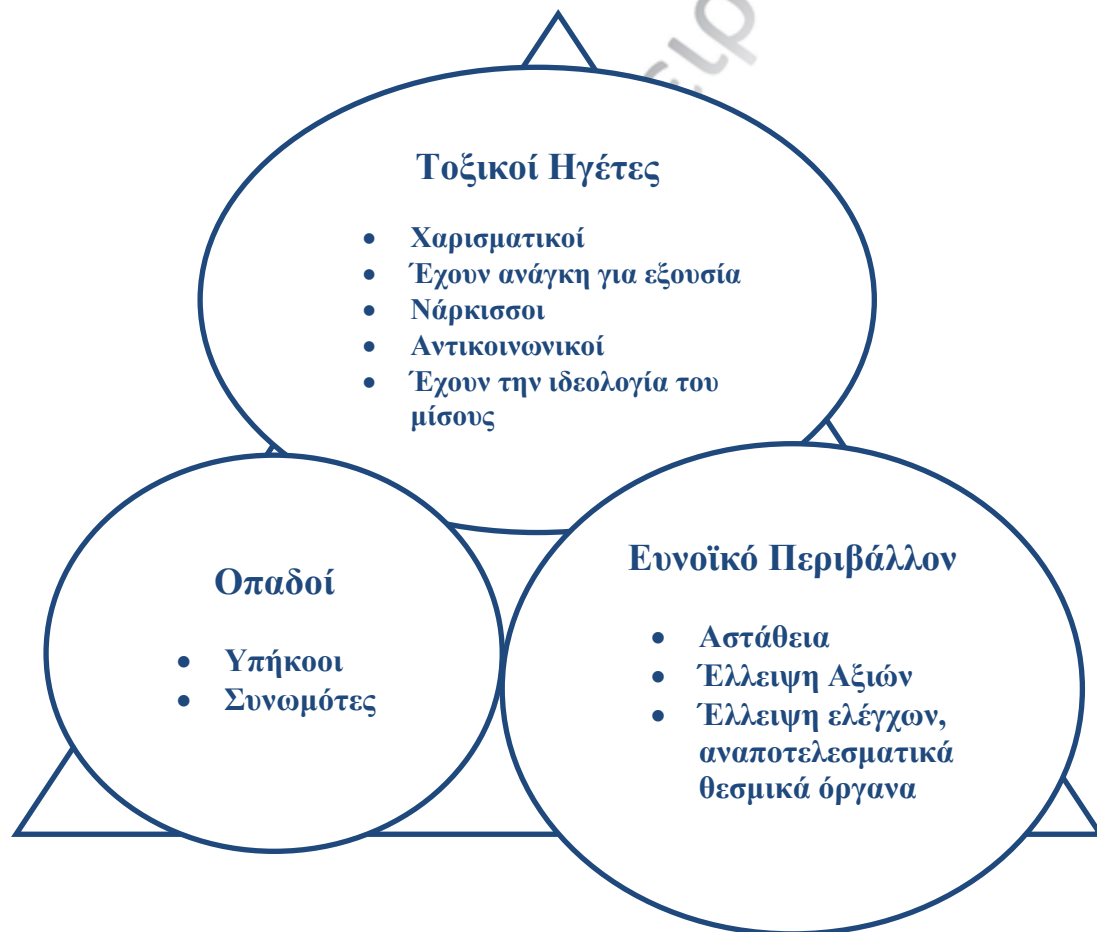 Τοξικοί Ηγέτες
• Χαρισματικοί
• Έχουν ανάγκη για εξουσία
• Νάρκισσοι
• Αντικοινωνικοί
• Έχουν την ιδεολογία του
μίσους
Οπαδοί
• Υπήκοοι
• Συνωμότες
Ευνοϊκό Περιβάλλον
• Αστάθεια
• Έλλειψη Αξιών
• Έλλειψη ελέγχων,
αναποτελεσματικά
θεσμικά όργανα